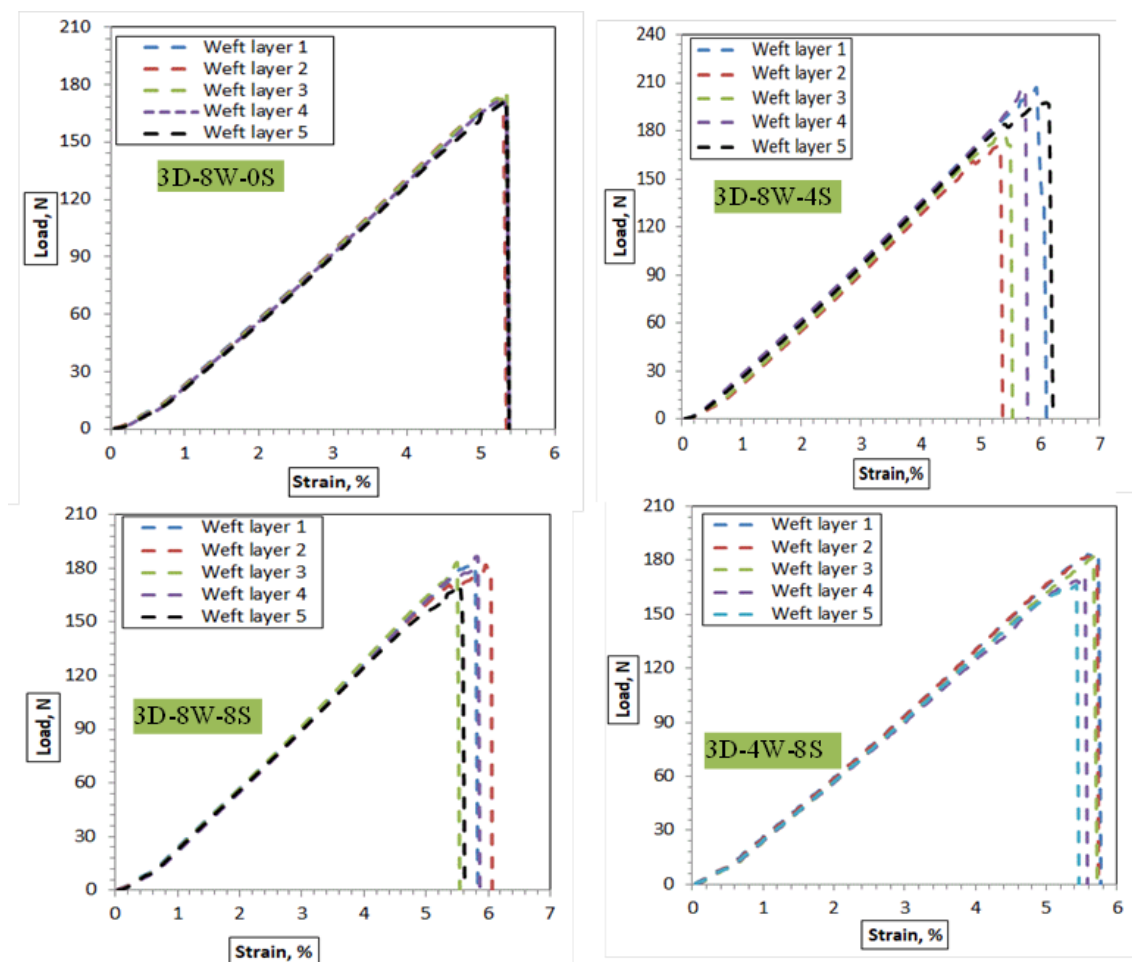 210
180
150
120
90
60
30
0
Load, N
Weft layer 1
Weft layer 2
Weft layer 3
Weft layer 4
Weft layer 5
3D-8W-0S
0 1 2 3 4 5 6
Strain, %
240
210
180
150
120
90
60
30
0
Load, N
Weft layer 1
Weft layer 2
Weft layer 3
Weft layer 4
Weft layer 5
3D-8W-4S
0 1 2 3 4 5 6 7
Strain,%
210
180
150
120
90
60
30
0
Load, N
Weft layer 1
Weft layer 2
Weft layer 3
Weft layer 4
Weft layer 5
3D-8W-8S
0 1 2 3 4 5 6 7
Strain, %
210
180
150
120
90
60
30
0
Load, N
Weft layer 1
Weft layer 2
Weft layer 3
Weft layer 4
Weft layer 5
3D-4W-8S
0 1 2 3 4 5 6
Strain, %